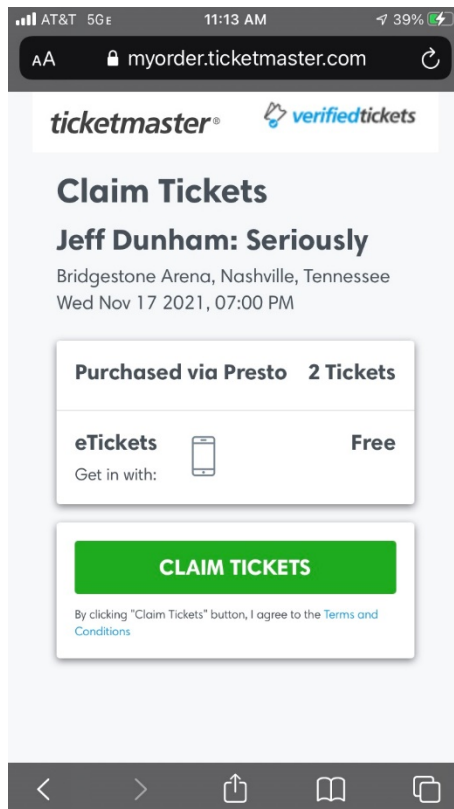 AT&T 5GE 11:13 AM 39%
AA myorder.ticketmaster.com
ticketmaster® verifiedtickets
Claim Tickets
Jeff Dunham: Seriously
Bridgestone Arena, Nashville, Tennessee
Wed Nov 17 2021, 07:00 PM
Purchased via Presto 2 Tickets
eTickets Free
Get in with:
CLAIM TICKETS
By clicking "Claim Tickets" button, I agree to the Terms and
Conditions